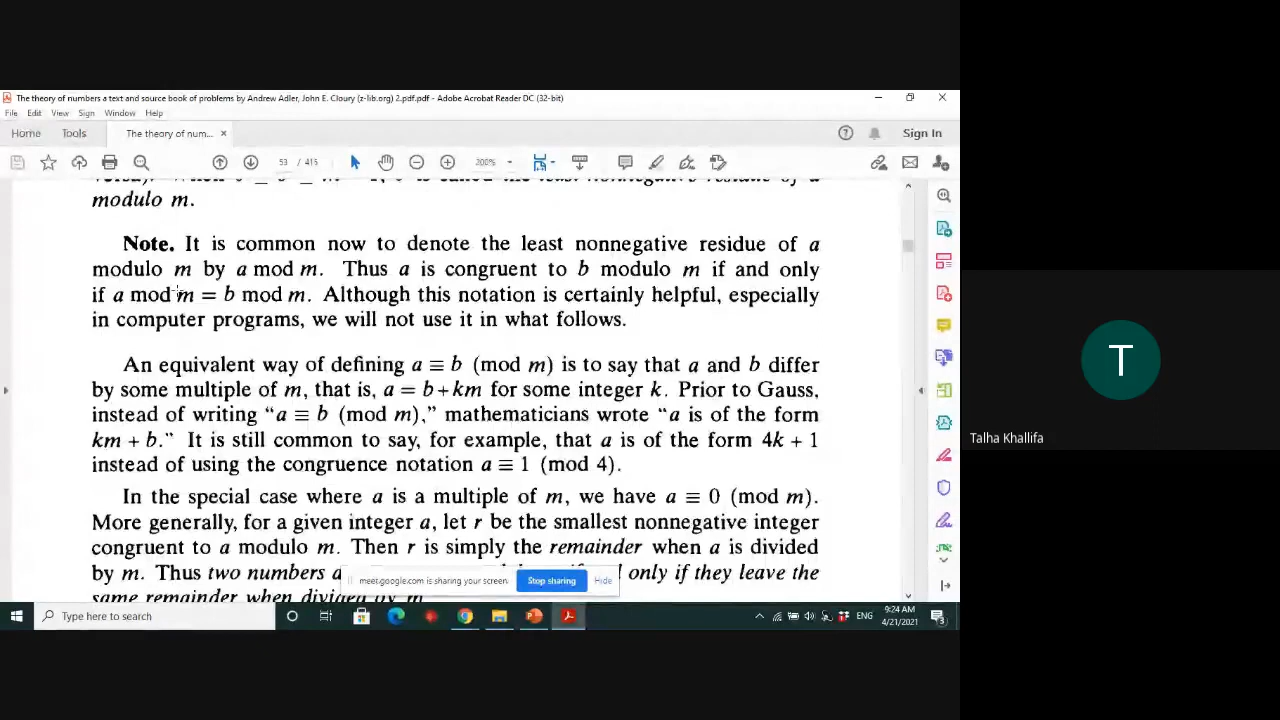 The theory of numbers a text and source book of problems by Andrew Adler, John E. Cloury (z-lib.org) 2.pdf.pdf - Adobe Acrobat Reader DC (32-bit)
File Edit View Sign Window Help
Home Tools The theory of num... × Sign In
53 / 415 200%
modulo m.
Note. It is common now to denote the least nonnegative residue of a
modulo m by a mod m. Thus a is congruent to b modulo m if and only
if a mod m = b mod m. Although this notation is certainly helpful, especially
in computer programs, we will not use it in what follows.
An equivalent way of defining a ≡ b (mod m) is to say that a and b differ
by some multiple of m, that is, a = b + km for some integer k. Prior to Gauss,
instead of writing “a ≡ b (mod m),” mathematicians wrote “a is of the form
km + b.” It is still common to say, for example, that a is of the form 4k + 1
instead of using the congruence notation a ≡ 1 (mod 4).
In the special case where a is a multiple of m, we have a ≡ 0 (mod m).
More generally, for a given integer a, let r be the smallest nonnegative integer
congruent to a modulo m. Then r is simply the remainder when a is divided
by m. Thus two numbers a only if they leave the
same remainder when divided by m
meet.google.com is sharing your screen. Stop sharing Hide
T
Talha Khallifa
Type here to search
ENG
9:24 AM
4/21/2021
3